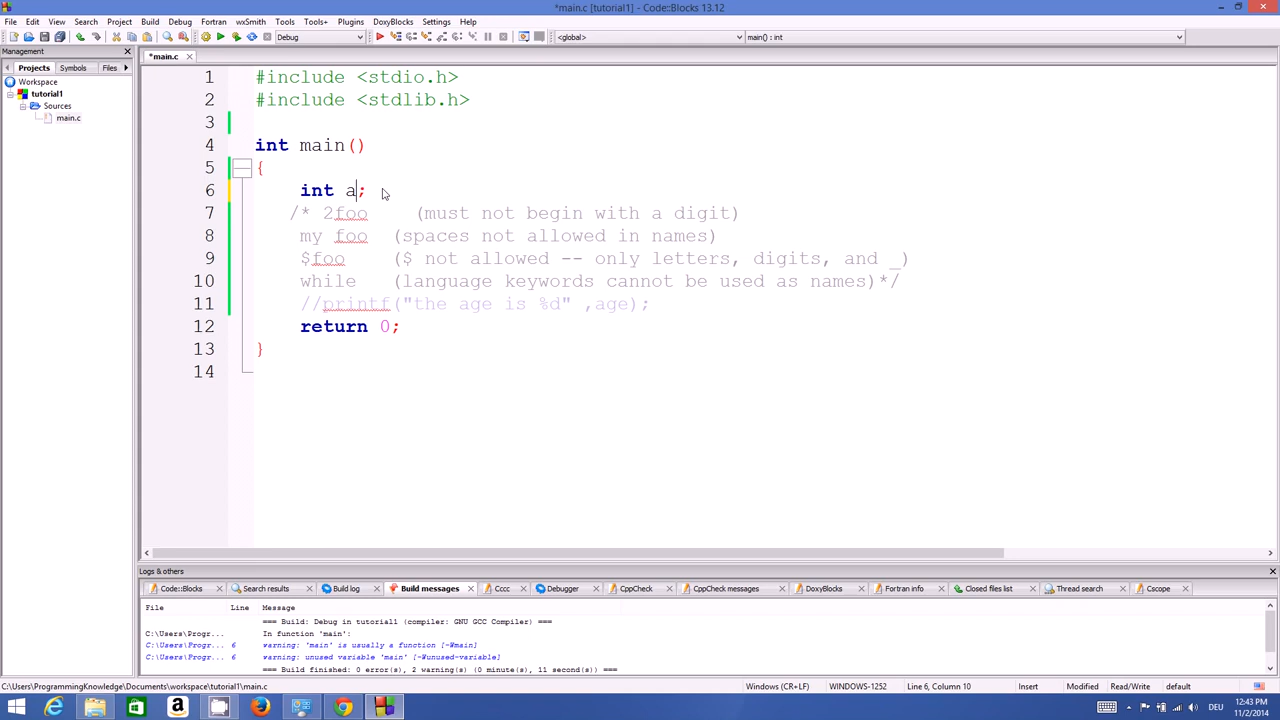 *main.c [tutorial1] - Code::Blocks 13.12
File Edit View Search Project Build Debug Fortran wxSmith Tools Tools+ Plugins DoxyBlocks Settings Help
Debug <global> main() : int
Management
*main.c
Projects Symbols Files
Workspace
tutorial1
Sources
main.c
1 #include <stdio.h>
2 #include <stdlib.h>
3
4 int main()
5 {
6 int a;
7 /* 2foo (must not begin with a digit)
8 my foo (spaces not allowed in names)
9 $foo ($ not allowed -- only letters, digits, and _)
10 while (language keywords cannot be used as names)*/
11 //printf("the age is %d" ,age);
12 return 0;
13 }
14
Logs & others
Code::Blocks Search results Build log Build messages Cccc Debugger CppCheck CppCheck messages DoxyBlocks Fortran info Closed files list Thread search Cscope
File Line Message
=== Build: Debug in tutorial1 (compiler: GNU GCC Compiler) ===
C:\Users\Progr... In function 'main':
C:\Users\Progr... 6 warning: 'main' is usually a function [-Wmain]
C:\Users\Progr... 6 warning: unused variable 'main' [-Wunused-variable]
=== Build finished: 0 error(s), 2 warning(s) (0 minute(s), 11 second(s)) ===
C:\Users\ProgrammingKnowledge\Documents\workspace\tutorial1\main.c Windows (CR+LF) WINDOWS-1252 Line 6, Column 10 Insert Modified Read/Write default
DEU 12:43 PM
11/2/2014